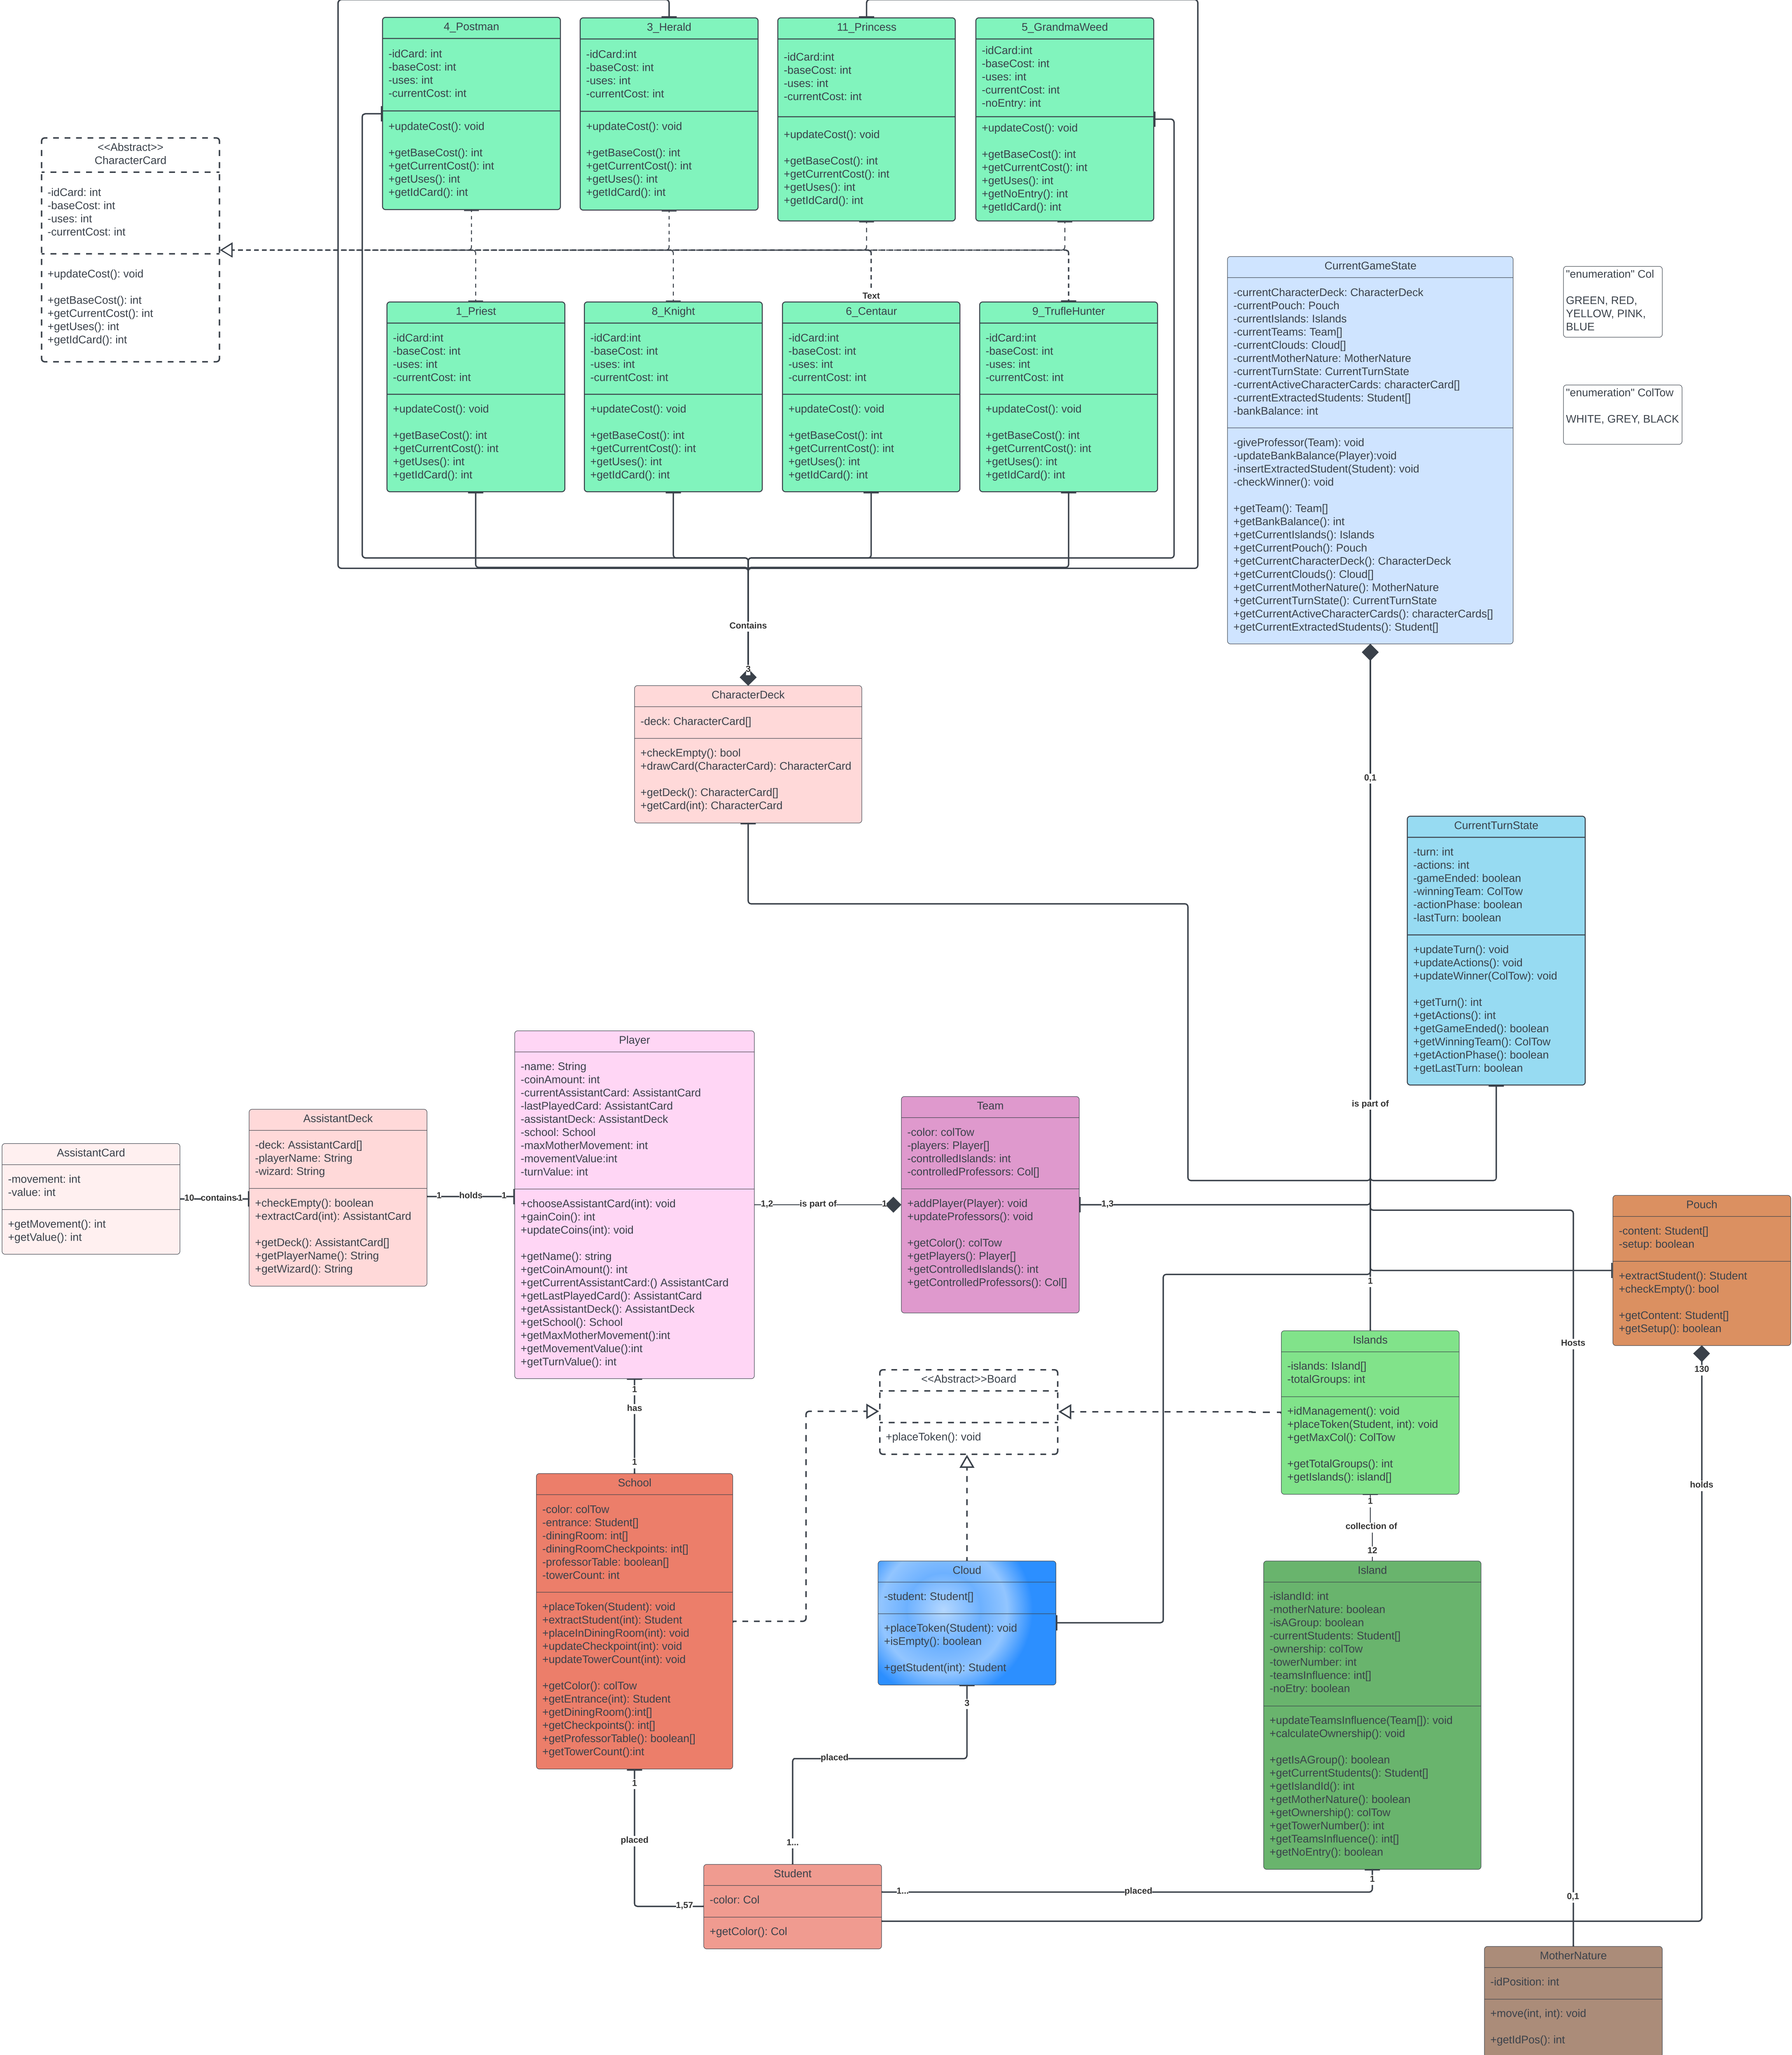 4_Postman
-idCard: int
-baseCost: int
-uses: int
-currentCost: int
+updateCost(): void
+getBaseCost(): int
+getCurrentCost(): int
+getUses(): int
+getIdCard(): int
3_Herald
-idCard:int
-baseCost: int
-uses: int
-currentCost: int
+updateCost(): void
+getBaseCost(): int
+getCurrentCost(): int
+getUses(): int
+getIdCard(): int
11_Princess
-idCard:int
-baseCost: int
-uses: int
-currentCost: int
+updateCost(): void
+getBaseCost(): int
+getCurrentCost(): int
+getUses(): int
+getIdCard(): int
5_GrandmaWeed
-idCard:int
-baseCost: int
-uses: int
-currentCost: int
-noEntry: int
+updateCost(): void
+getBaseCost(): int
+getCurrentCost(): int
+getUses(): int
+getNoEntry(): int
+getIdCard(): int
<<Abstract>>
CharacterCard
-idCard: int
-baseCost: int
-uses: int
-currentCost: int
+updateCost(): void
+getBaseCost(): int
+getCurrentCost(): int
+getUses(): int
+getIdCard(): int
Text
1_Priest
-idCard:int
-baseCost: int
-uses: int
-currentCost: int
+updateCost(): void
+getBaseCost(): int
+getCurrentCost(): int
+getUses(): int
+getIdCard(): int
8_Knight
-idCard:int
-baseCost: int
-uses: int
-currentCost: int
+updateCost(): void
+getBaseCost(): int
+getCurrentCost(): int
+getUses(): int
+getIdCard(): int
6_Centaur
-idCard:int
-baseCost: int
-uses: int
-currentCost: int
+updateCost(): void
+getBaseCost(): int
+getCurrentCost(): int
+getUses(): int
+getIdCard(): int
9_TrufleHunter
-idCard:int
-baseCost: int
-uses: int
-currentCost: int
+updateCost(): void
+getBaseCost(): int
+getCurrentCost(): int
+getUses(): int
+getIdCard(): int
CurrentGameState
-currentCharacterDeck: CharacterDeck
-currentPouch: Pouch
-currentIslands: Islands
-currentTeams: Team[]
-currentClouds: Cloud[]
-currentMotherNature: MotherNature
-currentTurnState: CurrentTurnState
-currentActiveCharacterCards: characterCard[]
-currentExtractedStudents: Student[]
-bankBalance: int
-giveProfessor(Team): void
-updateBankBalance(Player):void
-insertExtractedStudent(Student): void
-checkWinner(): void
+getTeam(): Team[]
+getBankBalance(): int
+getCurrentIslands(): Islands
+getCurrentPouch(): Pouch
+getCurrentCharacterDeck(): CharacterDeck
+getCurrentClouds(): Cloud[]
+getCurrentMotherNature(): MotherNature
+getCurrentTurnState(): CurrentTurnState
+getCurrentActiveCharacterCards(): characterCards[]
+getCurrentExtractedStudents(): Student[]
"enumeration" Col
GREEN, RED,
YELLOW, PINK,
BLUE
"enumeration" ColTow
WHITE, GREY, BLACK
Contains
3
CharacterDeck
-deck: CharacterCard[]
+checkEmpty(): bool
+drawCard(CharacterCard): CharacterCard
+getDeck(): CharacterCard[]
+getCard(int): CharacterCard
0,1
CurrentTurnState
-turn: int
-actions: int
-gameEnded: boolean
-winningTeam: ColTow
-actionPhase: boolean
-lastTurn: boolean
+updateTurn(): void
+updateActions(): void
+updateWinner(ColTow): void
+getTurn(): int
+getActions(): int
+getGameEnded(): boolean
+getWinningTeam(): ColTow
+getActionPhase(): boolean
+getLastTurn: boolean
is part of
AssistantCard
-movement: int
-value: int
+getMovement(): int
+getValue(): int
10 contains 1
AssistantDeck
-deck: AssistantCard[]
-playerName: String
-wizard: String
+checkEmpty(): boolean
+extractCard(int): AssistantCard
+getDeck(): AssistantCard[]
+getPlayerName(): String
+getWizard(): String
1 holds 1
Player
-name: String
-coinAmount: int
-currentAssistantCard: AssistantCard
-lastPlayedCard: AssistantCard
-assistantDeck: AssistantDeck
-school: School
-maxMotherMovement: int
-movementValue:int
-turnValue: int
+chooseAssistantCard(int): void
+gainCoin(): int
+updateCoins(int): void
+getName(): string
+getCoinAmount(): int
+getCurrentAssistantCard:() AssistantCard
+getLastPlayedCard(): AssistantCard
+getAssistantDeck(): AssistantDeck
+getSchool(): School
+getMaxMotherMovement():int
+getMovementValue():int
+getTurnValue(): int
1,2 is part of 1
Team
-color: colTow
-players: Player[]
-controlledIslands: int
-controlledProfessors: Col[]
+addPlayer(Player): void
+updateProfessors(): void
+getColor(): colTow
+getPlayers(): Player[]
+getControlledIslands(): int
+getControlledProfessors(): Col[]
1,3
Pouch
-content: Student[]
-setup: boolean
+extractStudent(): Student
+checkEmpty(): bool
+getContent: Student[]
+getSetup(): boolean
130
holds
1
Hosts
Islands
-islands: Island[]
-totalGroups: int
+idManagement(): void
+placeToken(Student, int): void
+getMaxCol(): ColTow
+getTotalGroups(): int
+getIslands(): island[]
<<Abstract>>Board
+placeToken(): void
1
has
1
School
-color: colTow
-entrance: Student[]
-diningRoom: int[]
-diningRoomCheckpoints: int[]
-professorTable: boolean[]
-towerCount: int
+placeToken(Student): void
+extractStudent(int): Student
+placeInDiningRoom(int): void
+updateCheckpoint(int): void
+updateTowerCount(int): void
+getColor(): colTow
+getEntrance(int): Student
+getDiningRoom():int[]
+getCheckpoints(): int[]
+getProfessorTable(): boolean[]
+getTowerCount():int
Cloud
-student: Student[]
+placeToken(Student): void
+isEmpty(): boolean
+getStudent(int): Student
1
collection of
12
Island
-islandId: int
-motherNature: boolean
-isAGroup: boolean
-currentStudents: Student[]
-ownership: colTow
-towerNumber: int
-teamsInfluence: int[]
-noEtry: boolean
+updateTeamsInfluence(Team[]): void
+calculateOwnership(): void
+getIsAGroup(): boolean
+getCurrentStudents(): Student[]
+getIslandId(): int
+getMotherNature(): boolean
+getOwnership(): colTow
+getTowerNumber(): int
+getTeamsInfluence(): int[]
+getNoEntry(): boolean
3
placed
1...
1
placed
1,57
Student
-color: Col
+getColor(): Col
1...
placed
1
0,1
MotherNature
-idPosition: int
+move(int, int): void
+getIdPos(): int